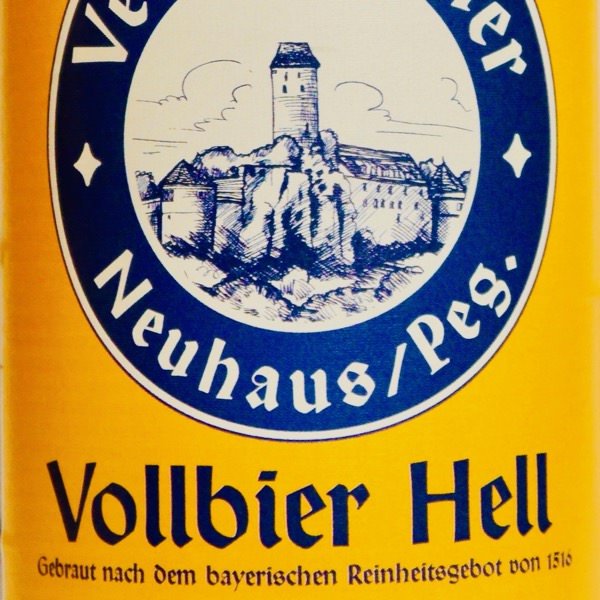 Neuhaus/Peg.
Vollbier Hell
Gebraut nach dem bayerischen Reinheitsgebot von 1516